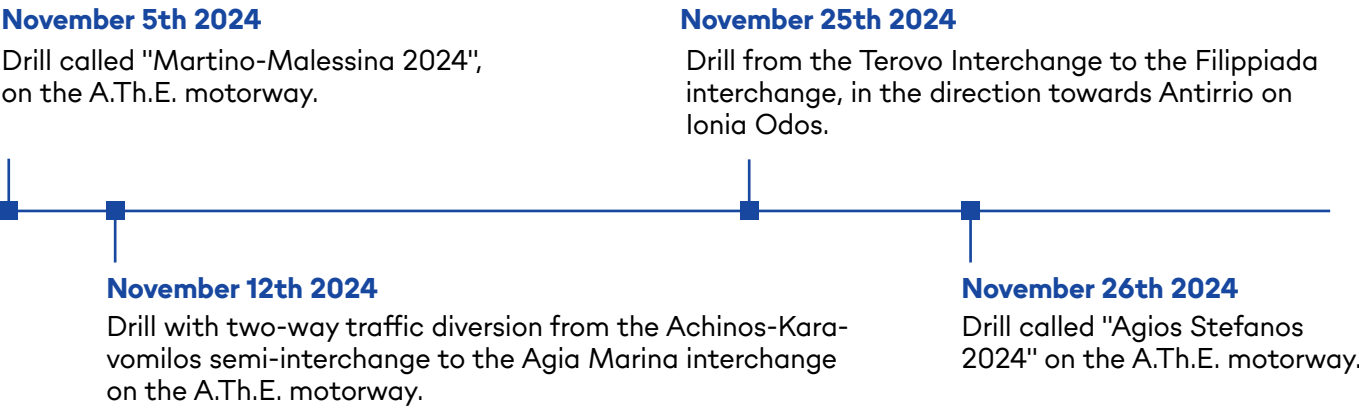 November 5th 2024
Drill called "Martino-Malessina 2024",
on the A.Th.E. motorway.
November 25th 2024
Drill from the Terovo Interchange to the Filippiada
interchange, in the direction towards Antirrio on
Ionia Odos.
November 12th 2024
Drill with two-way traffic diversion from the Achinos-Kara-
vomilos semi-interchange to the Agia Marina interchange
on the A.Th.E. motorway.
November 26th 2024
Drill called "Agios Stefanos
2024" on the A.Th.E. motorway.